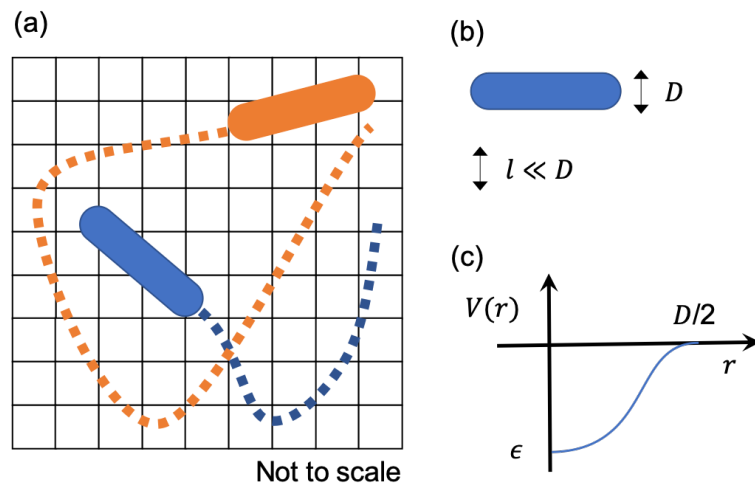 (a)
Not to scale
(b)
D
l ≪ D
(c)
V(r)
D/2
r
ϵ